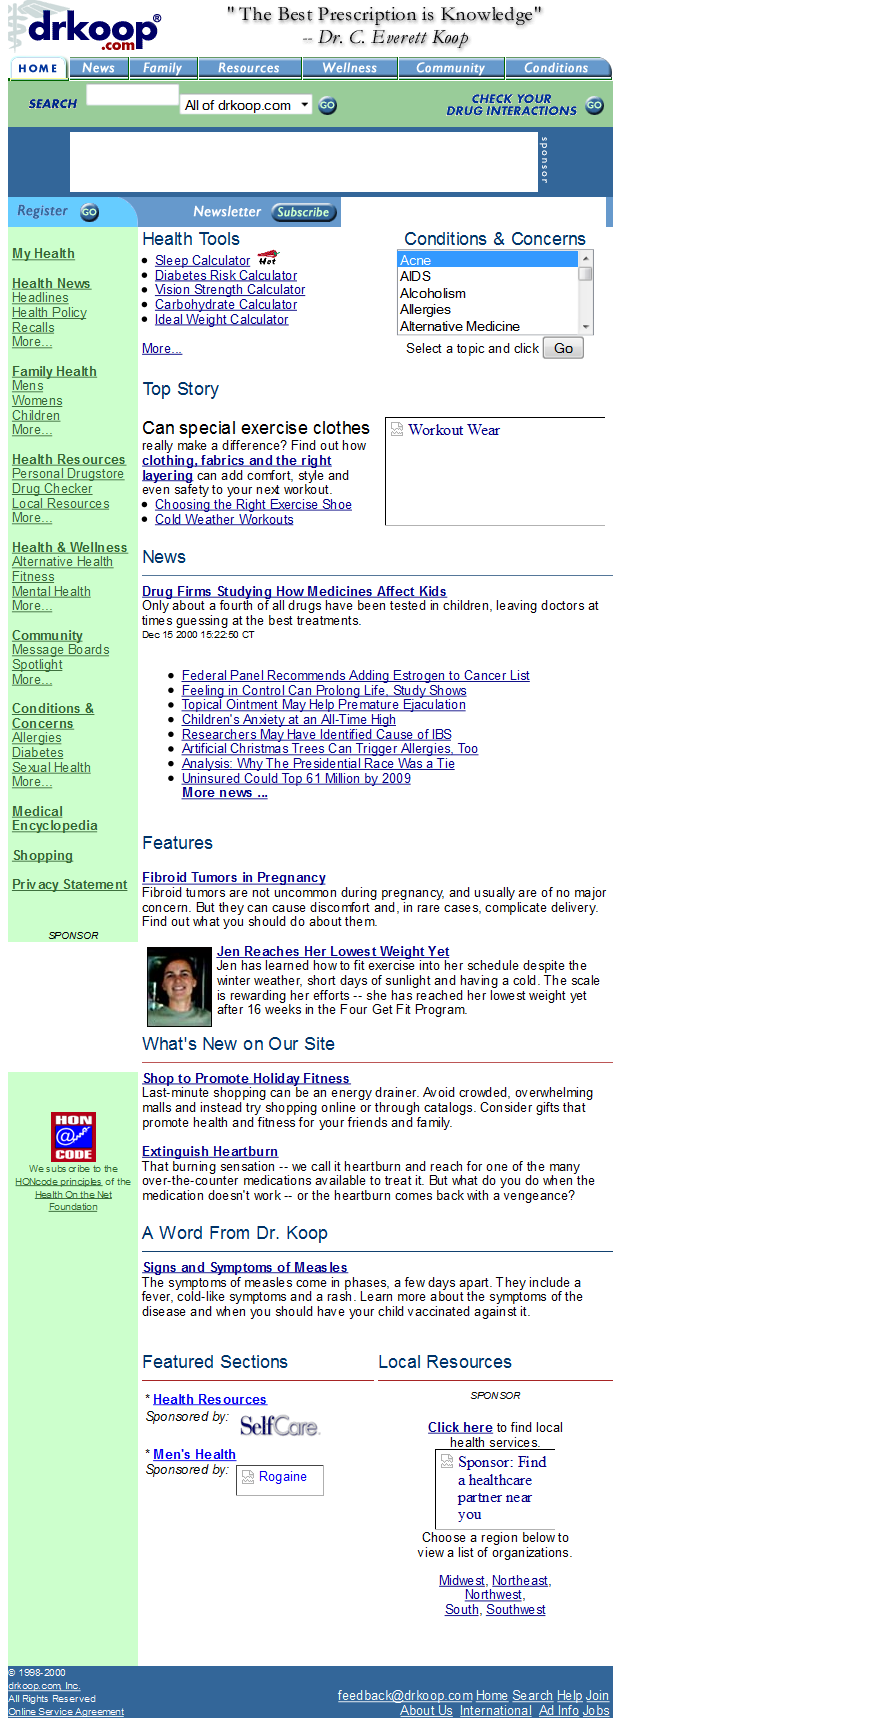 drkoop®
.com
" The Best Prescription is Knowledge"
-- Dr. C. Everett Koop
HOME News Family Resources Wellness Community Conditions
SEARCH All of drkoop.com GO CHECK YOUR
DRUG INTERACTIONS GO
sponsor
Register GO Newsletter Subscribe
My Health
Health News
Headlines
Health Policy
Recalls
More...
Family Health
Mens
Womens
Children
More...
Health Resources
Personal Drugstore
Drug Checker
Local Resources
More...
Health & Wellness
Alternative Health
Fitness
Mental Health
More...
Community
Message Boards
Spotlight
More...
Conditions &
Concerns
Allergies
Diabetes
Sexual Health
More...
Medical
Encyclopedia
Shopping
Privacy Statement
SPONSOR
HON
@
CODE
We subscribe to the
HONcode principles of the
Health On the Net
Foundation
Health Tools
Sleep Calculator Hot
Diabetes Risk Calculator
Vision Strength Calculator
Carbohydrate Calculator
Ideal Weight Calculator
More...
Conditions & Concerns
Acne
AIDS
Alcoholism
Allergies
Alternative Medicine
Select a topic and click Go
Top Story
Can special exercise clothes
really make a difference? Find out how
clothing, fabrics and the right
layering can add comfort, style and
even safety to your next workout.
Choosing the Right Exercise Shoe
Cold Weather Workouts
Workout Wear
News
Drug Firms Studying How Medicines Affect Kids
Only about a fourth of all drugs have been tested in children, leaving doctors at
times guessing at the best treatments.
Dec 15 2000 15:22:50 CT
Federal Panel Recommends Adding Estrogen to Cancer List
Feeling in Control Can Prolong Life, Study Shows
Topical Ointment May Help Premature Ejaculation
Children's Anxiety at an All-Time High
Researchers May Have Identified Cause of IBS
Artificial Christmas Trees Can Trigger Allergies, Too
Analysis: Why The Presidential Race Was a Tie
Uninsured Could Top 61 Million by 2009
More news ...
Features
Fibroid Tumors in Pregnancy
Fibroid tumors are not uncommon during pregnancy, and usually are of no major
concern. But they can cause discomfort and, in rare cases, complicate delivery.
Find out what you should do about them.
Jen Reaches Her Lowest Weight Yet
Jen has learned how to fit exercise into her schedule despite the
winter weather, short days of sunlight and having a cold. The scale
is rewarding her efforts -- she has reached her lowest weight yet
after 16 weeks in the Four Get Fit Program.
What's New on Our Site
Shop to Promote Holiday Fitness
Last-minute shopping can be an energy drainer. Avoid crowded, overwhelming
malls and instead try shopping online or through catalogs. Consider gifts that
promote health and fitness for your friends and family.
Extinguish Heartburn
That burning sensation -- we call it heartburn and reach for one of the many
over-the-counter medications available to treat it. But what do you do when the
medication doesn't work -- or the heartburn comes back with a vengeance?
A Word From Dr. Koop
Signs and Symptoms of Measles
The symptoms of measles come in phases, a few days apart. They include a
fever, cold-like symptoms and a rash. Learn more about the symptoms of the
disease and when you should have your child vaccinated against it.
Featured Sections
* Health Resources
Sponsored by: SelfCare.
* Men's Health
Sponsored by: Rogaine
Local Resources
SPONSOR
Click here to find local
health services.
Sponsor: Find
a healthcare
partner near
you
Choose a region below to
view a list of organizations.
Midwest, Northeast,
Northwest,
South, Southwest
© 1998-2000
drkoop.com, Inc.
All Rights Reserved
Online Service Agreement
feedback@drkoop.com Home Search Help Join
About Us International Ad Info Jobs